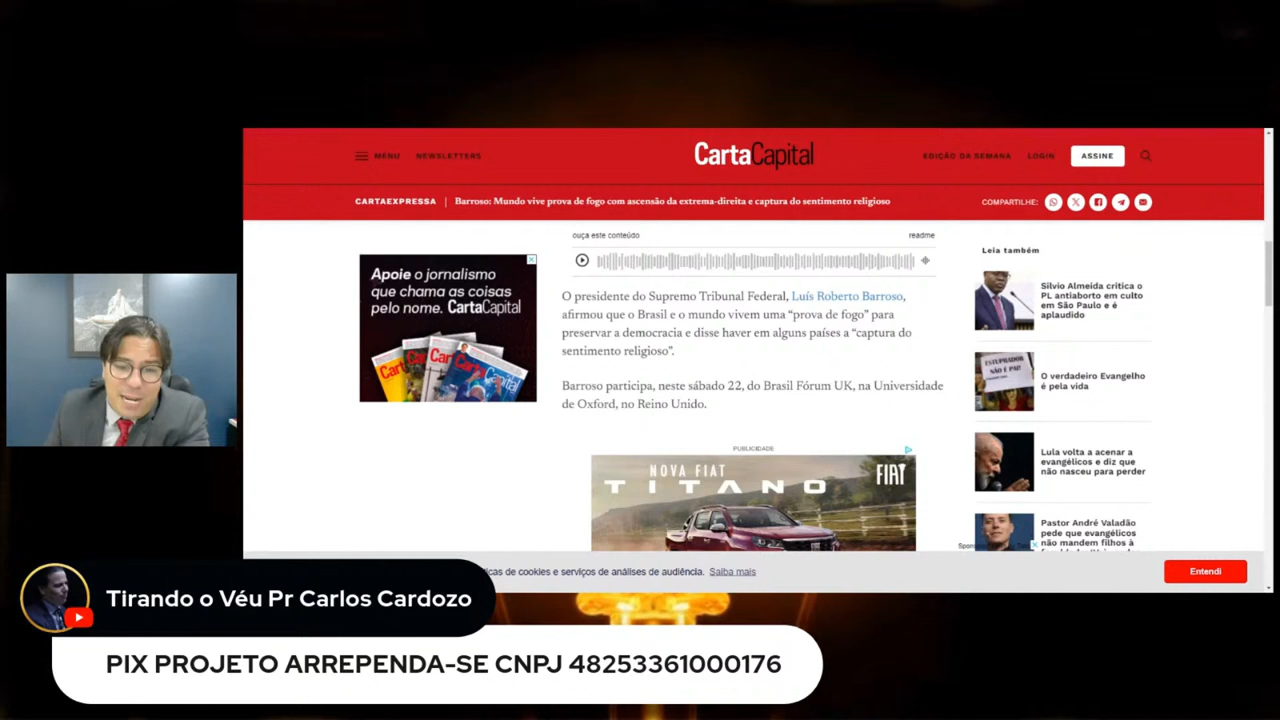 MENU
NEWSLETTERS
CartaCapital
EDIÇÃO DA SEMANA
LOGIN
ASSINE
CARTAEXPRESSA | Barroso: Mundo vive prova de fogo com ascensão da extrema-direita e captura do sentimento religioso
COMPARTILHE:
ouça este conteúdo
readme
Apoie o jornalismo
que chama as coisas
pelo nome. CartaCapital
O presidente do Supremo Tribunal Federal, Luís Roberto Barroso,
afirmou que o Brasil e o mundo vivem uma “prova de fogo” para
preservar a democracia e disse haver em alguns países a “captura do
sentimento religioso”.
Barroso participa, neste sábado 22, do Brasil Fórum UK, na Universidade
de Oxford, no Reino Unido.
PUBLICIDADE
NOVA FIAT
TITANO
FIAT
Leia também
Silvio Almeida critica o
PL antiaborto em culto
em São Paulo e é
aplaudido
ESTUPRADOR
NÃO É PAI!
O verdadeiro Evangelho
é pela vida
Lula volta a acenar a
evangélicos e diz que
não nasceu para perder
Pastor André Valadão
pede que evangélicos
não mandem filhos à
cookies e serviços de análises de audiência. Saiba mais
Entendi
Tirando o Véu Pr Carlos Cardozo
PIX PROJETO ARREPENDA-SE CNPJ 48253361000176